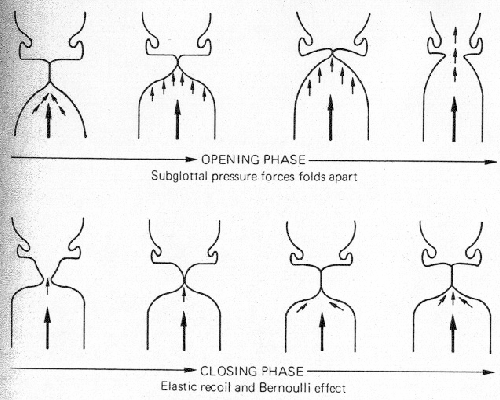 OPENING PHASE
Subglottal pressure forces folds apart
CLOSING PHASE
Elastic recoil and Bernoulli effect